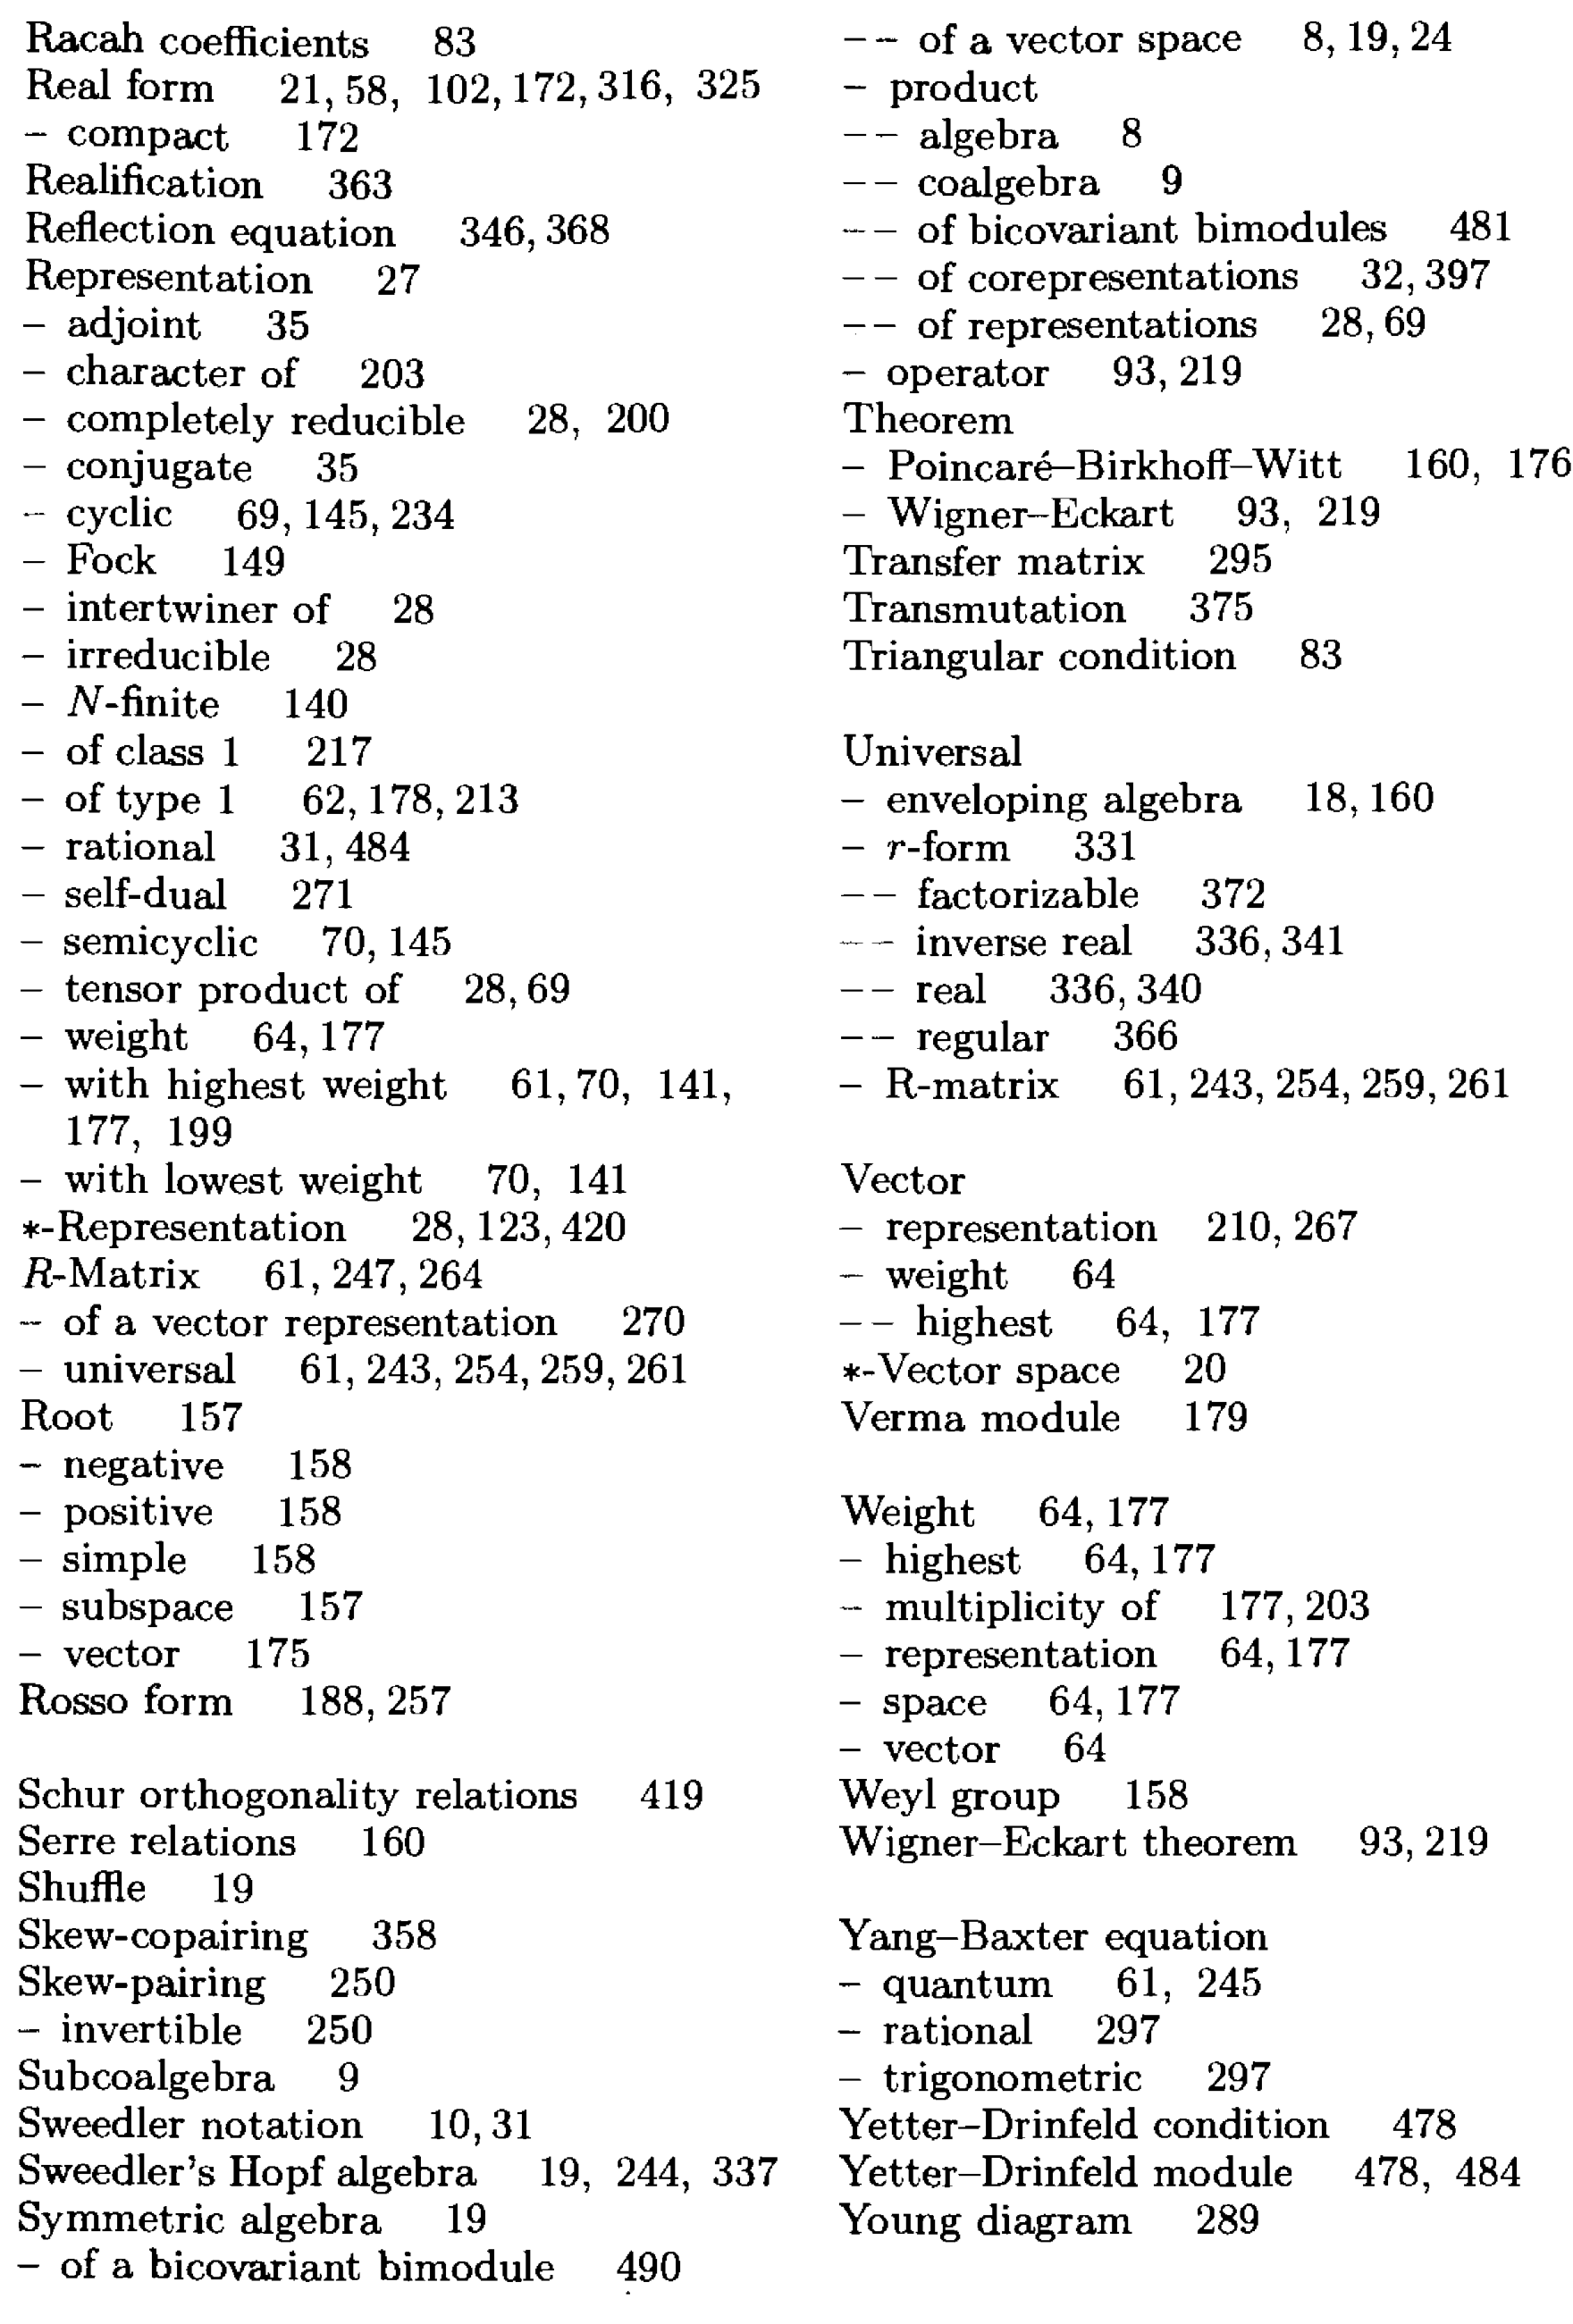 Racah coefficients 83
Real form 21, 58, 102, 172, 316, 325
– compact 172
Realification 363
Reflection equation 346, 368
Representation 27
– adjoint 35
– character of 203
– completely reducible 28, 200
– conjugate 35
– cyclic 69, 145, 234
– Fock 149
– intertwiner of 28
– irreducible 28
– N-finite 140
– of class 1 217
– of type 1 62, 178, 213
– rational 31, 484
– self-dual 271
– semicyclic 70, 145
– tensor product of 28, 69
– weight 64, 177
– with highest weight 61, 70, 141,
177, 199
– with lowest weight 70, 141
*-Representation 28, 123, 420
R-Matrix 61, 247, 264
– of a vector representation 270
– universal 61, 243, 254, 259, 261
Root 157
– negative 158
– positive 158
– simple 158
– subspace 157
– vector 175
Rosso form 188, 257
Schur orthogonality relations 419
Serre relations 160
Shuffle 19
Skew-copairing 358
Skew-pairing 250
– invertible 250
Subcoalgebra 9
Sweedler notation 10, 31
Sweedler's Hopf algebra 19, 244, 337
Symmetric algebra 19
– of a bicovariant bimodule 490
– – of a vector space 8, 19, 24
– product
– – algebra 8
– – coalgebra 9
– – of bicovariant bimodules 481
– – of corepresentations 32, 397
– – of representations 28, 69
– operator 93, 219
Theorem
– Poincaré–Birkhoff–Witt 160, 176
– Wigner–Eckart 93, 219
Transfer matrix 295
Transmutation 375
Triangular condition 83
Universal
– enveloping algebra 18, 160
– r-form 331
– – factorizable 372
– – inverse real 336, 341
– – real 336, 340
– – regular 366
– R-matrix 61, 243, 254, 259, 261
Vector
– representation 210, 267
– weight 64
– – highest 64, 177
*-Vector space 20
Verma module 179
Weight 64, 177
– highest 64, 177
– multiplicity of 177, 203
– representation 64, 177
– space 64, 177
– vector 64
Weyl group 158
Wigner–Eckart theorem 93, 219
Yang–Baxter equation
– quantum 61, 245
– rational 297
– trigonometric 297
Yetter–Drinfeld condition 478
Yetter–Drinfeld module 478, 484
Young diagram 289